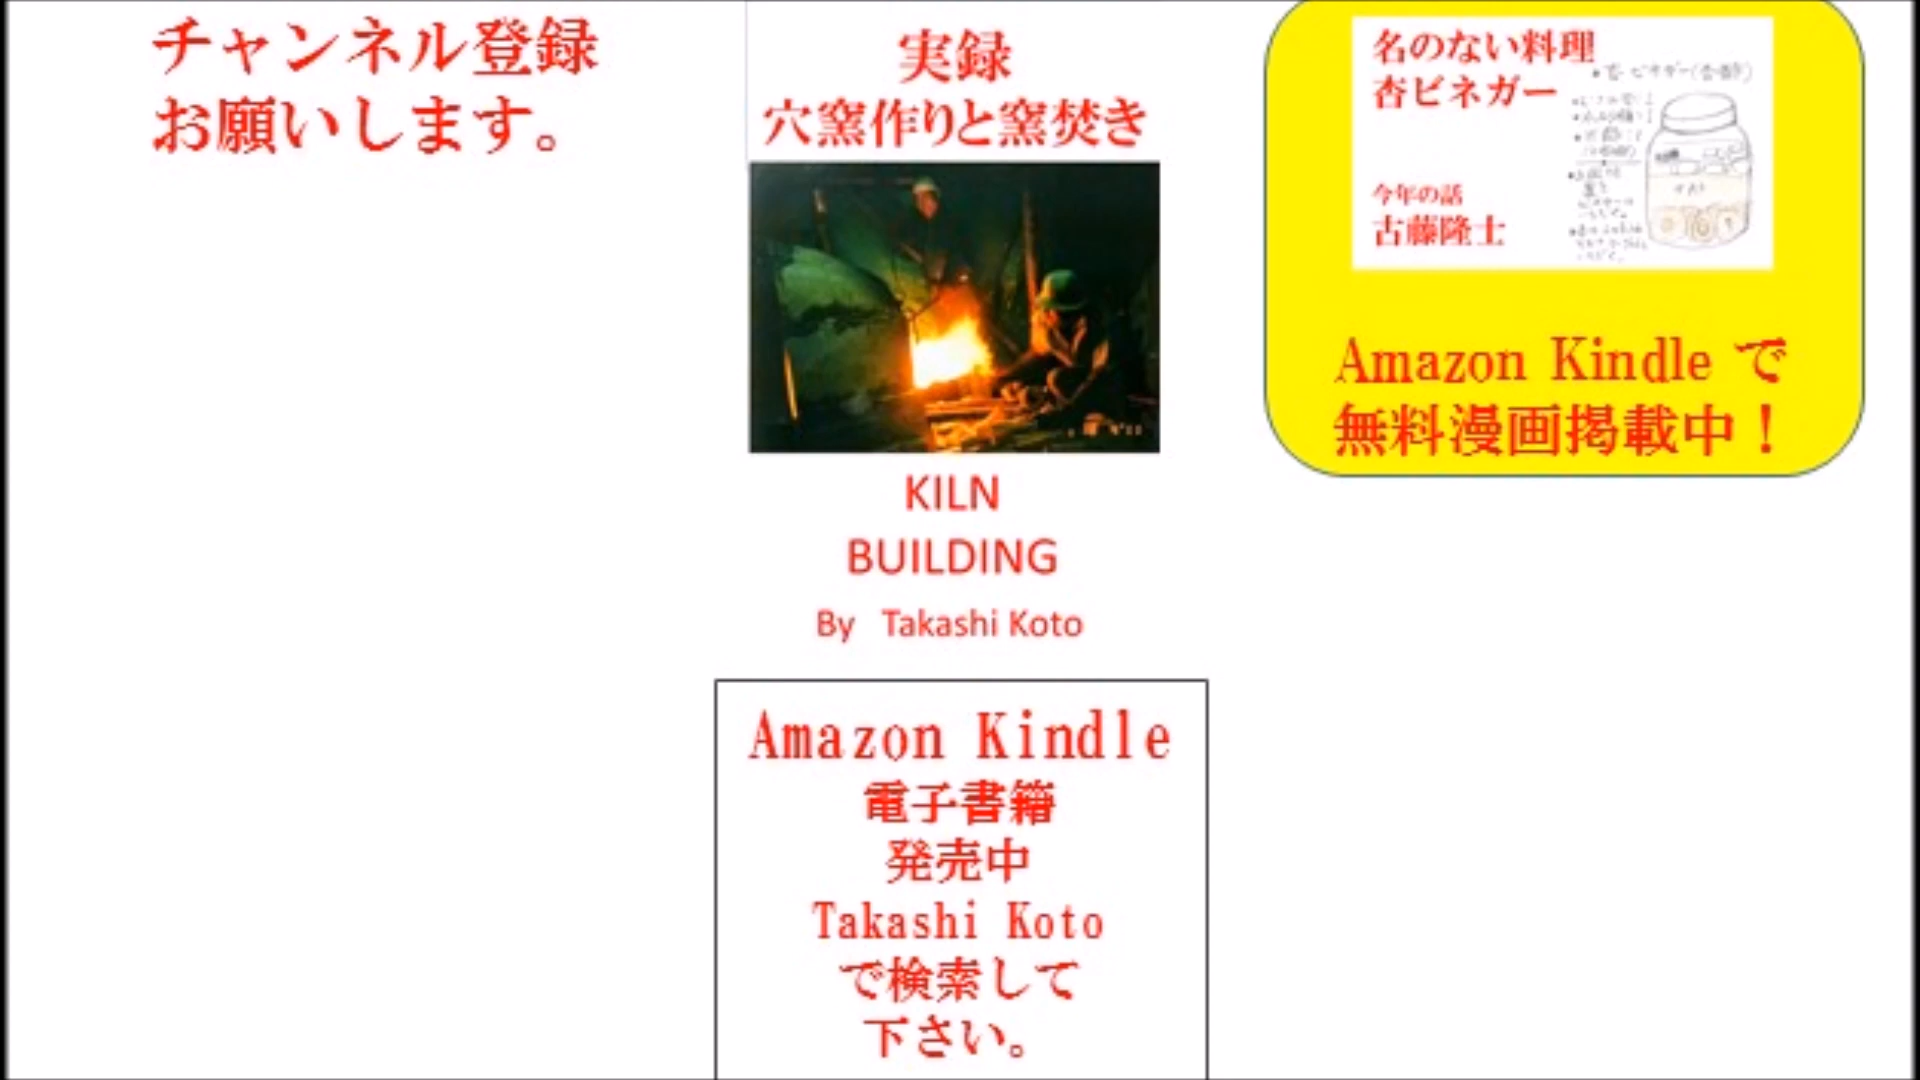 チャンネル登録
お願いします。
実録
穴窯作りと窯焚き
KILN
BUILDING
By Takashi Koto
Amazon Kindle
電子書籍
発売中
Takashi Koto
で検索して
下さい。
名のない料理
杏ビネガー
今年の話
古藤隆士
Amazon Kindle で
無料漫画掲載中！